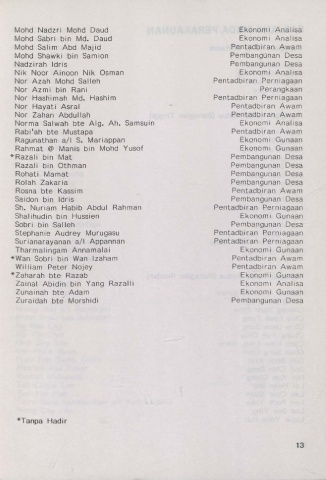 Mohd Nadzri Mohd Daud Ekonomi Analisa
Mohd Sabri bin Md. Daud Ekonomi Analisa
Mohd Salim Abd Majid Pentadbiran Awam
Mohd Shawki bin Samion Pembangunan Desa
Nadzirah Idris Pembangunan Desa
Nik Noor Ainoon Nik Osman Ekonomi Analisa
Nor Azah Mohd Salleh Pentadbiran Perniagaan
Nor Azmi bin Rani Perangkaan
Nor Hashimah Md. Hashim Pentadbiran Perniagaan
Nor Hayati Asral Pentadbiran Awam
Nor Zahan Abdullah Pentadbiran Awam
Norma Salwah bte Alg. Ah. Samsuin Ekonomi Analisa
Rabi'ah bte Mustapa Pentadbiran Awam
Ragunathan a/l S. Mariappan Ekonomi Gunaan
Rahmat @ Manis bin Mohd Yusof Ekonomi Gunaan
*Razali bin Mat Pembangunan Desa
Razali bin Othman Pembangunan Desa
Rohati Mamat Pembangunan Desa
Rolah Zakaria Pembangunan Desa
Rosna bte Kassim Pentadbiran Awam
Saidon bin Idris Pembangunan Desa
Sh. Nuriam Habib Abdul Rahman Pentadbiran Perniagaan
Shalihudin bin Hussien Ekonomi Gunaan
Sobri bin Salleh Pembangunan Desa
Stephanie Audrey Murugasu Pentadbiran Perniagaan
Surianarayanan a/l Appannan Pentadbiran Perniagaan
Tharmalingam Annamalai Ekonomi Gunaan
*Wan Sobri bin Wan Izaham Pentadbiran Awam
William Peter Nojoy Pentadbiran Awam
*Zaharah bte Razab Ekonomi Gunaan
Zainal Abidin bin Yang Razalli Ekonomi Analisa
Zunainah bte Adam Ekonomi Gunaan
Zuraidah bte Morshidi Pembangunan Desa
*Tanpa Hadir
13